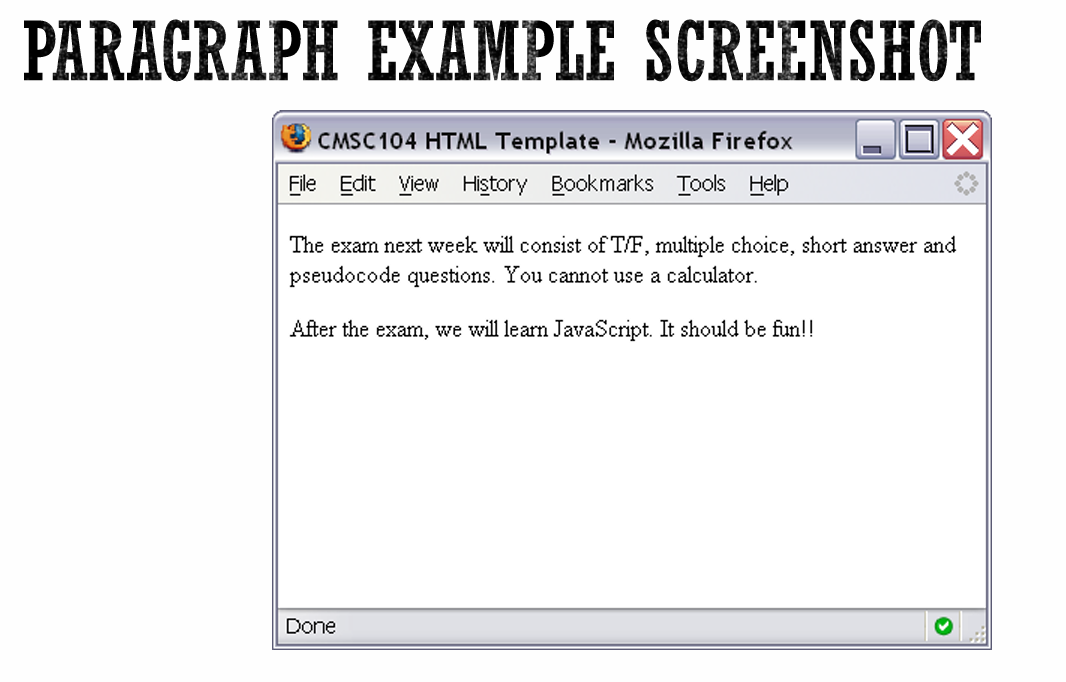 PARAGRAPH EXAMPLE SCREENSHOT
CMSC104 HTML Template - Mozilla Firefox
File Edit View History Bookmarks Tools Help
The exam next week will consist of T/F, multiple choice, short answer and
pseudocode questions. You cannot use a calculator.
After the exam, we will learn JavaScript. It should be fun!!
Done